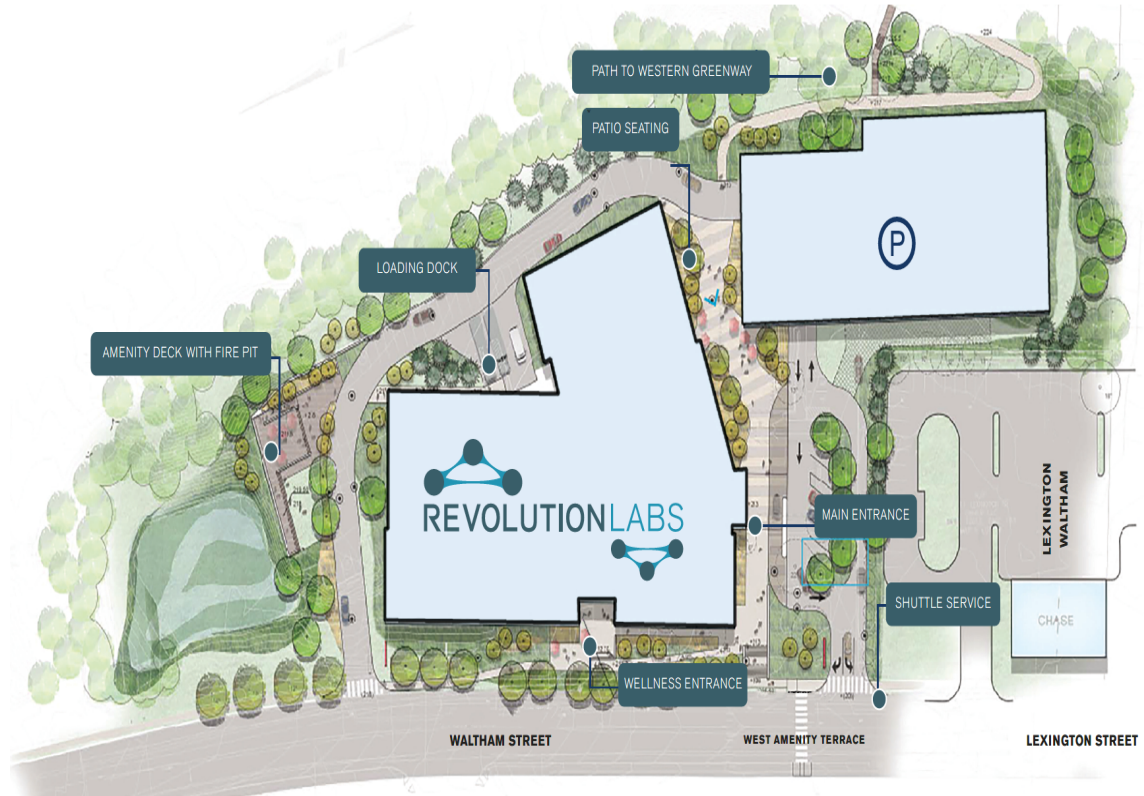 PATH TO WESTERN GREENWAY
PATIO SEATING
P
LOADING DOCK
AMENITY DECK WITH FIRE PIT
REVOLUTIONLABS
MAIN ENTRANCE
LEXINGTON
WALTHAM
SHUTTLE SERVICE
CHASE
WELLNESS ENTRANCE
WALTHAM STREET
WEST AMENITY TERRACE
LEXINGTON STREET